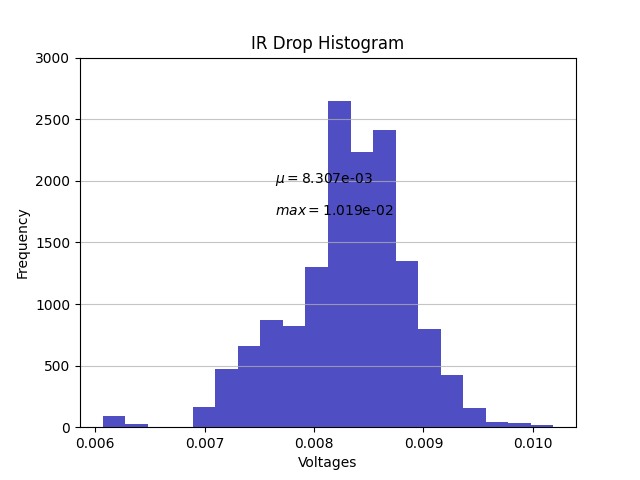 IR Drop Histogram
3000
2500
2000
1500
1000
500
0
Frequency
μ = 8.307e-03
max = 1.019e-02
0.006 0.007 0.008 0.009 0.010
Voltages